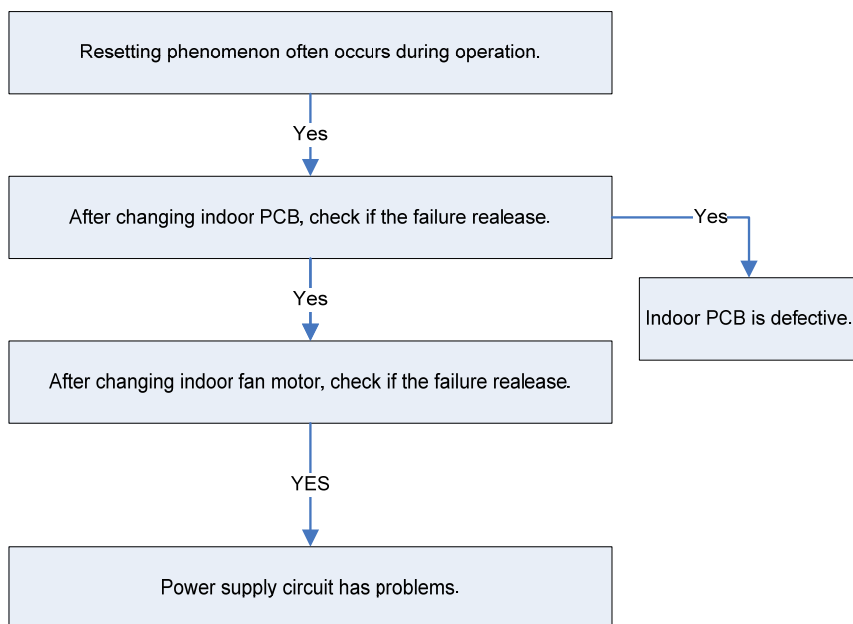 Resetting phenomenon often occurs during operation.
Yes
After changing indoor PCB, check if the failure realease.
Yes
Indoor PCB is defective.
Yes
After changing indoor fan motor, check if the failure realease.
YES
Power supply circuit has problems.